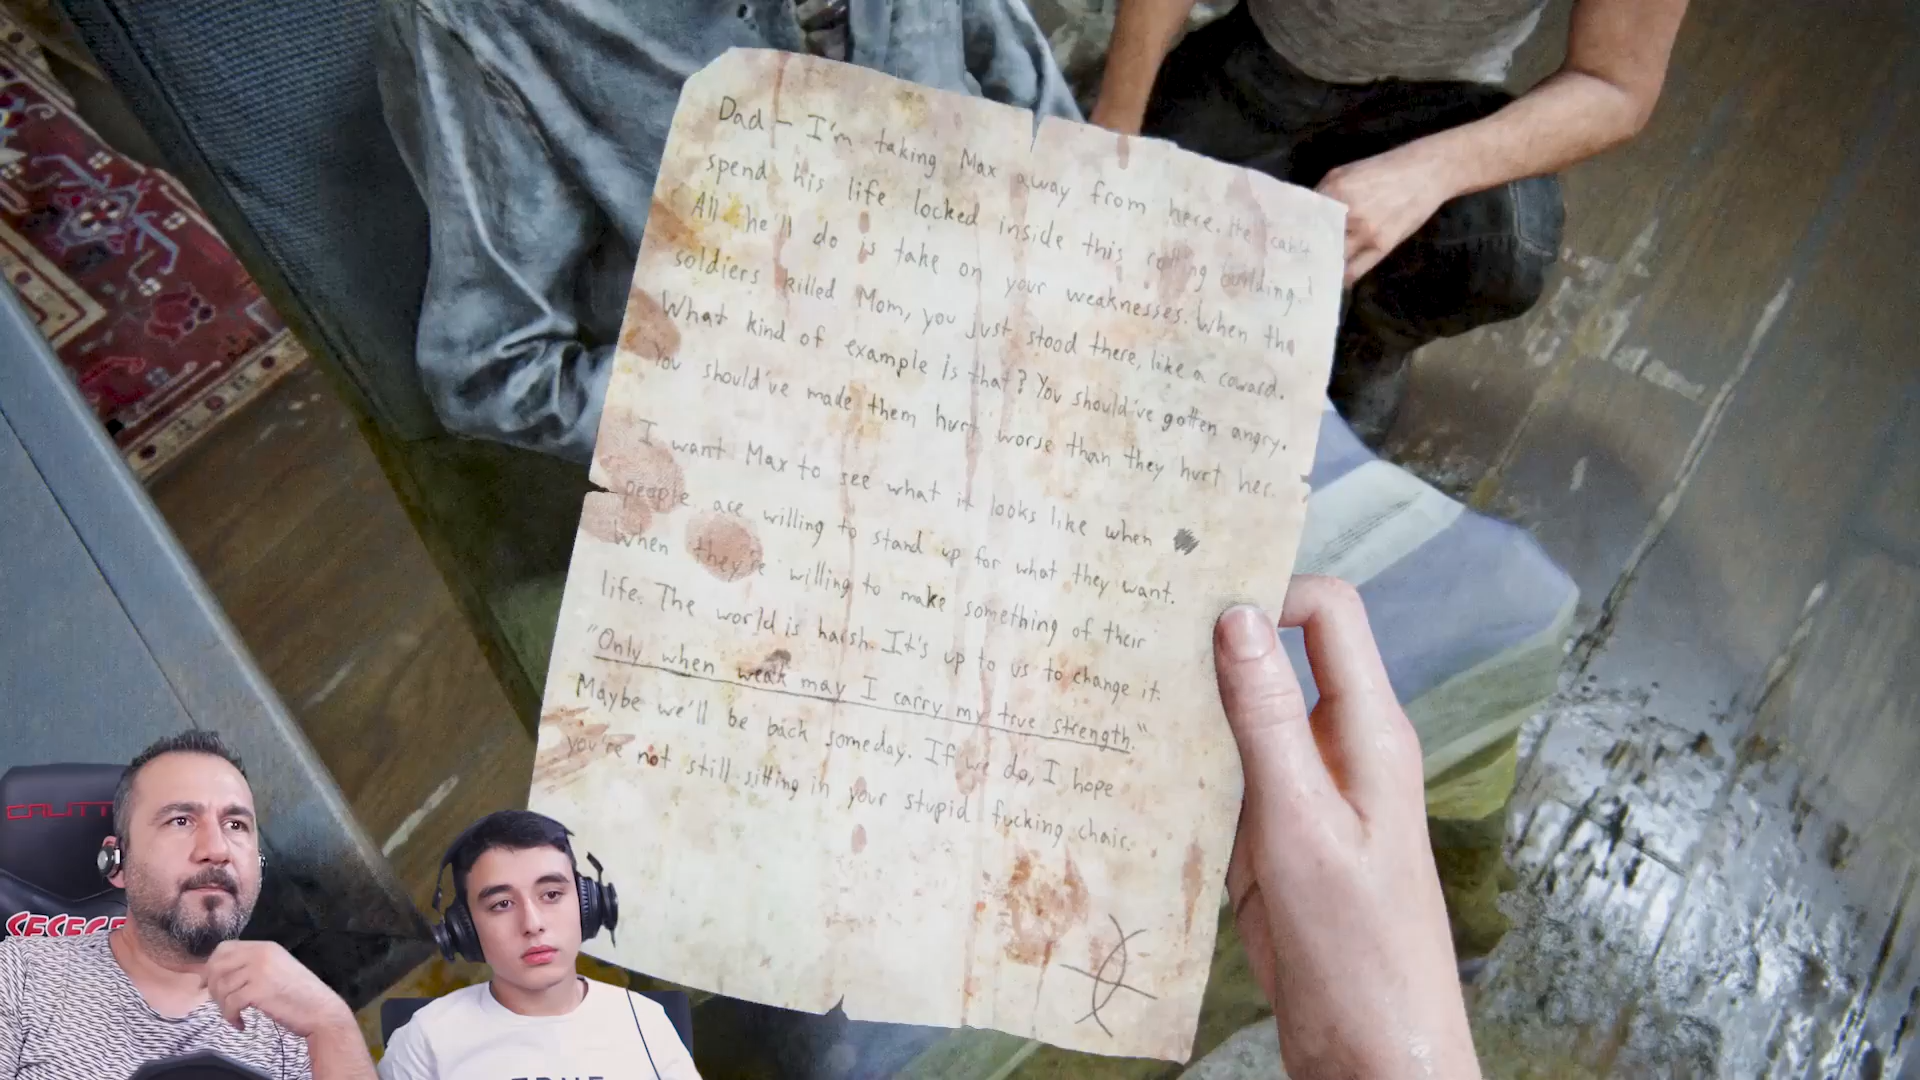 Dad - I'm taking Max away from here. He can't
spend his life locked inside this rotting building!
All he'll do is take on your weaknesses. When the
soldiers killed Mom, you just stood there, like a coward.
What kind of example is that? You should've gotten angry.
You should've made them hurt worse than they hurt her.
I want Max to see what it looks like when
people are willing to stand up for what they want.
When they're willing to make something of their
life. The world is harsh. It's up to us to change it.
"Only when weak may I carry my true strength."
Maybe we'll be back someday. If we do, I hope
you're not still sitting in your stupid fucking chair.